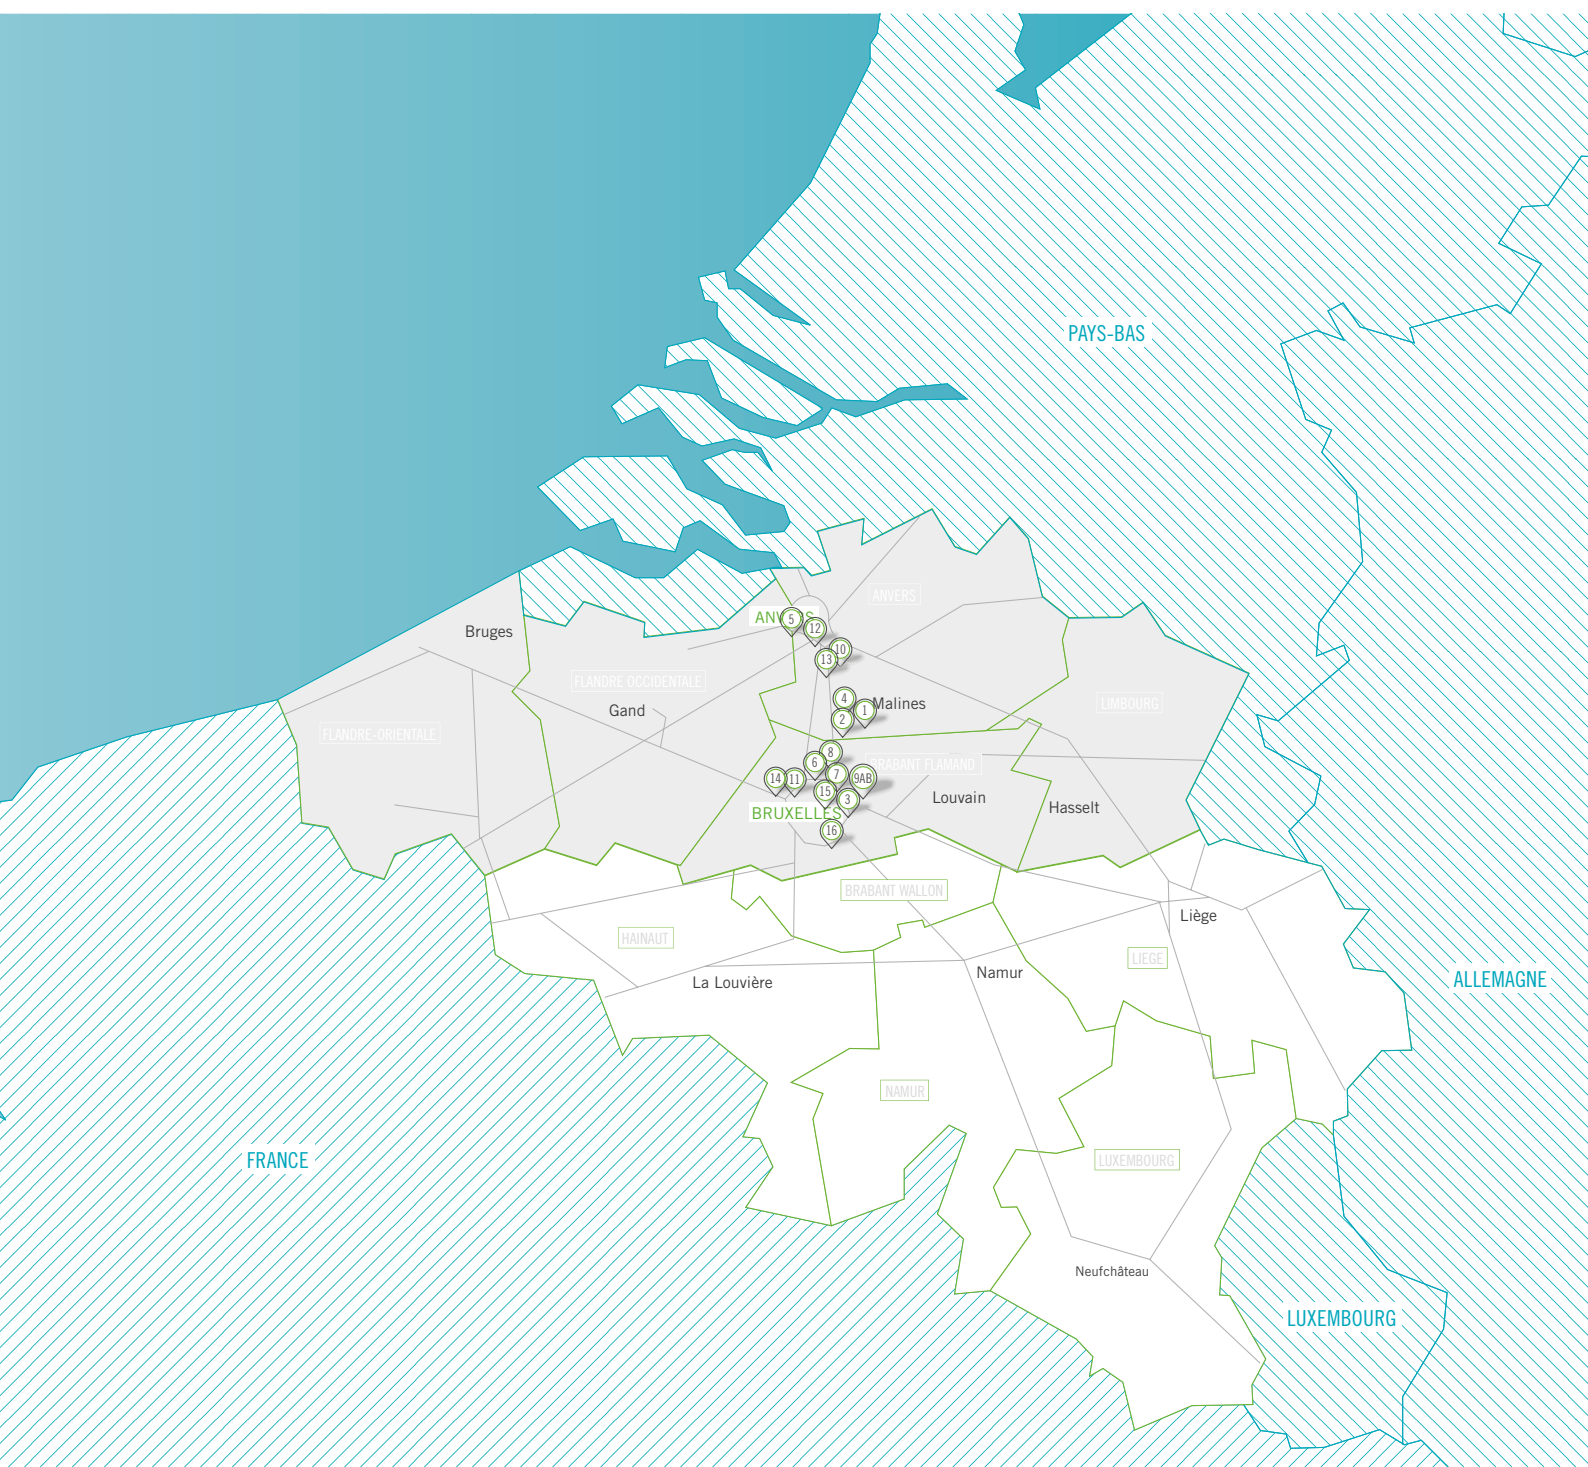 PAYS-BAS
ANVERS
ANVERS
5
12
Bruges
10
13
FLANDRE OCCIDENTALE
4
Malines
LIMBOURG
1
Gand
2
FLANDRE-ORIENTALE
8
6
BRABANT FLAMAND
7
14
11
9AB
15
3
Louvain
Hasselt
BRUXELLES
16
BRABANT WALLON
Liège
HAINAUT
LIEGE
Namur
La Louvière
ALLEMAGNE
NAMUR
FRANCE
LUXEMBOURG
Neufchâteau
LUXEMBOURG